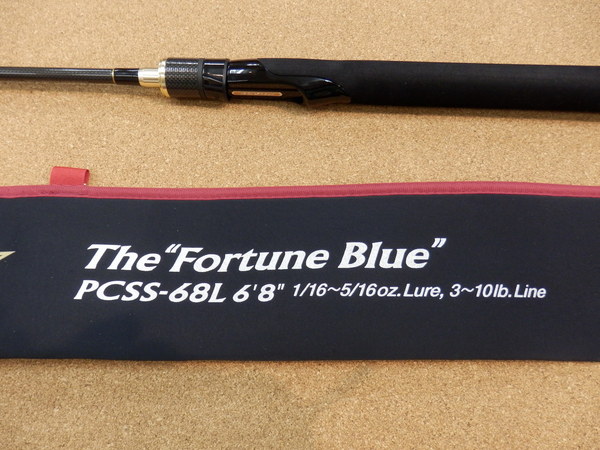 The “Fortune Blue”
PCSS-68L 6'8" 1/16~5/16oz. Lure, 3~10lb. Line